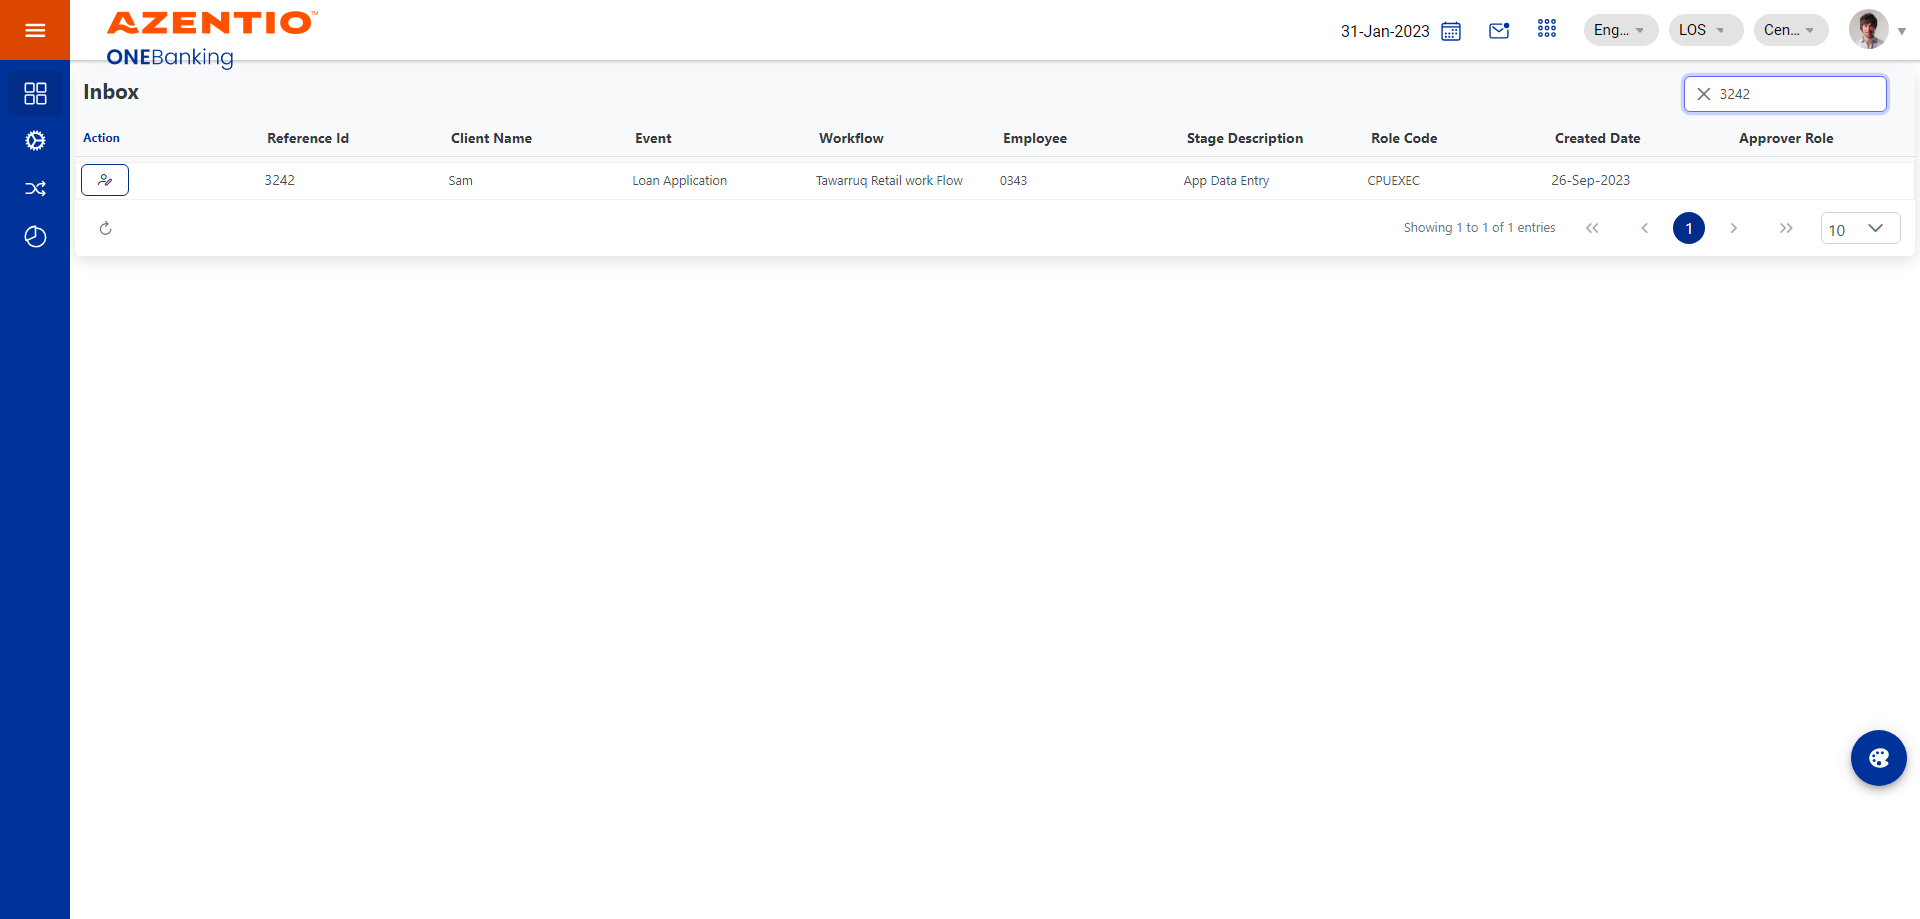 AZENTIO™
ONEBanking
31-Jan-2023
Eng...
LOS
Cen...
Inbox
3242
Action Reference Id Client Name Event Workflow Employee Stage Description Role Code Created Date Approver Role
3242 Sam Loan Application Tawarruq Retail work Flow 0343 App Data Entry CPUEXEC 26-Sep-2023
Showing 1 to 1 of 1 entries
1
10